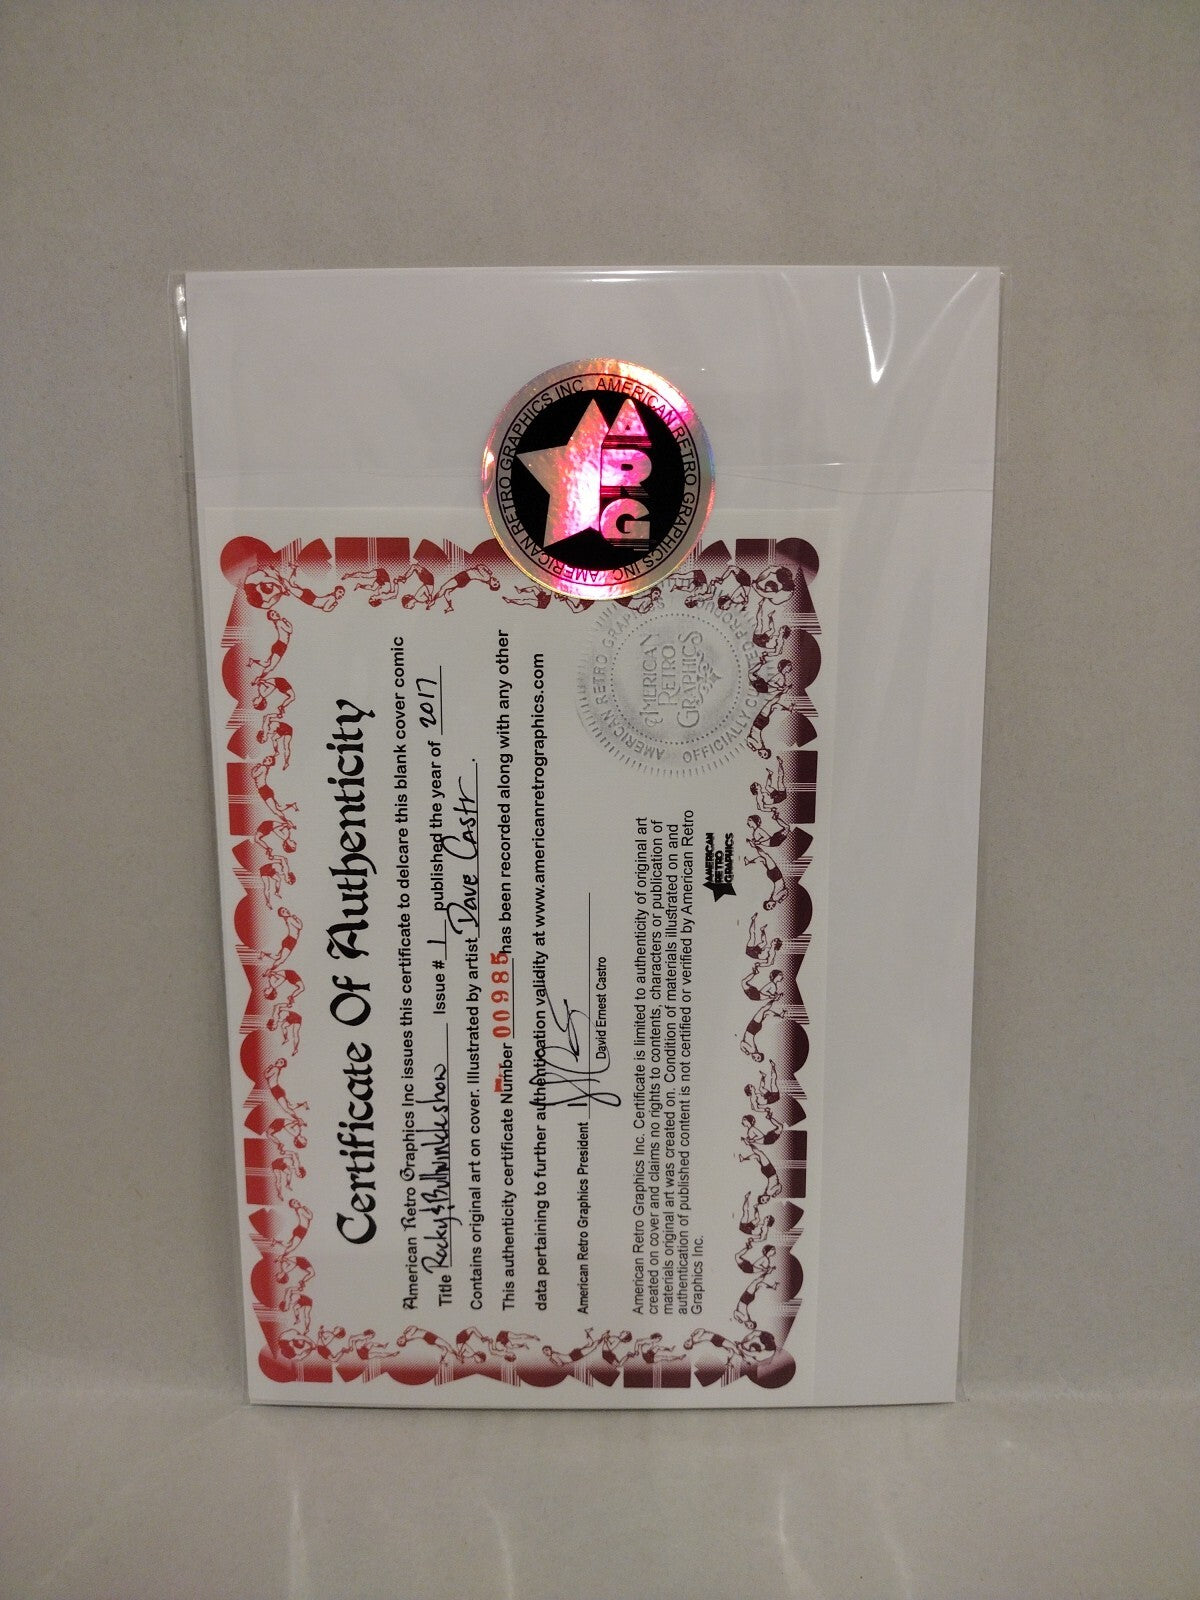 AMERICAN RETRO GRAPHICS INC AMERICAN RETRO GRAPHICS INC
ARG
Certificate Of Authenticity
American Retro Graphics Inc issues this certificate to delcare this blank cover comic
Title Rocky & Bullwinkle show Issue # 1 published the year of 2017
Contains original art on cover. Illustrated by artist Dave Castr.
This authenticity certificate Number 00985 has been recorded along with any other
data pertaining to further authentication validity at www.americanretrographics.com
American Retro Graphics President
David Ernest Castro
AMERICAN RETRO GRAPHICS
OFFICIALLY
AMERICAN
RETRO
GRAPHICS
American Retro Graphics Inc. Certificate is limited to authenticity of original art
created on cover and claims no rights to contents, characters or publication of
materials original art was created on. Condition of materials illustrated on and
authentication of published content is not certified or verified by American Retro
Graphics Inc.
AMERICAN
RETRO
GRAPHICS